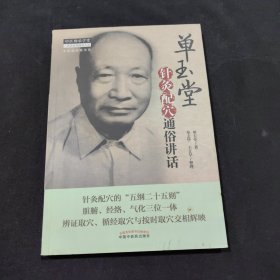 单玉堂
针灸配穴通俗讲话
针灸配穴的“五纲二十五则”
脏腑、经络、气化三位一体
辨证取穴、循经取穴与按时取穴交相辉映
中国中医药出版社